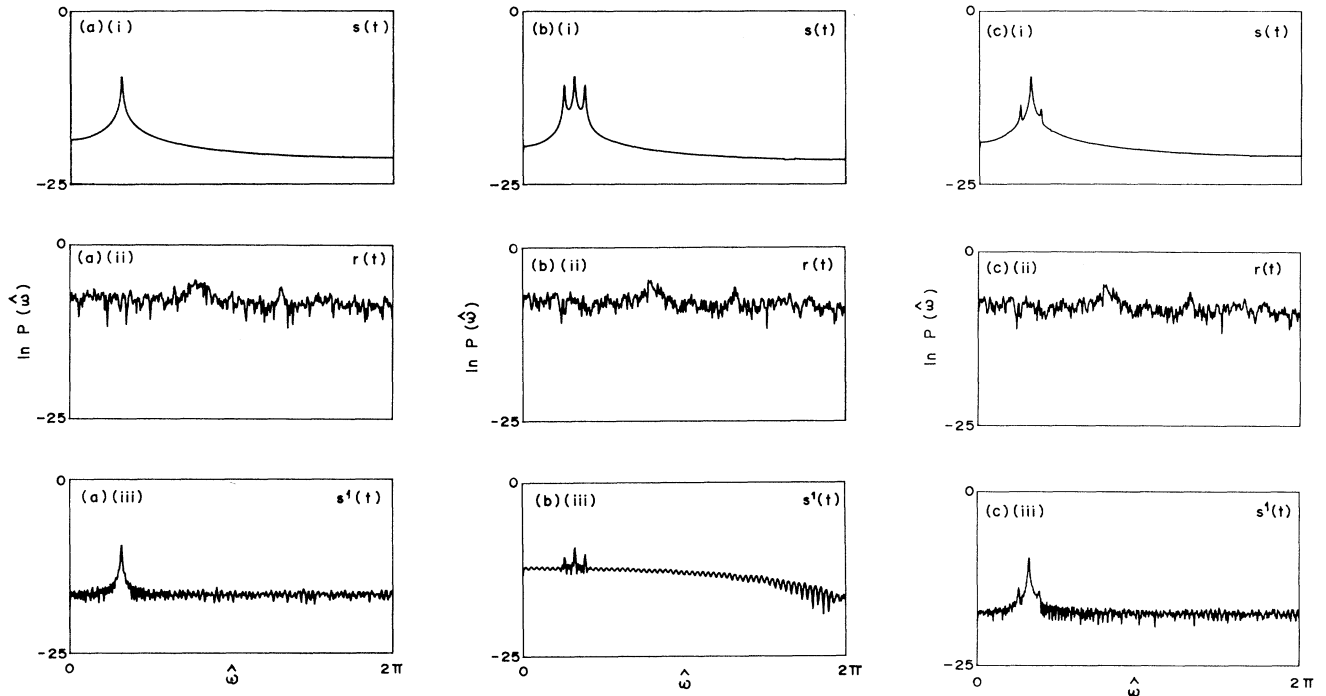 0
(a)(i) s(t)
-25
0
(b)(i) s(t)
-25
0
(c)(i) s(t)
-25
0
(a)(ii) r(t)
ln P(ω̂)
-25
0
(b)(ii) r(t)
ln P(ω̂)
-25
0
(c)(ii) r(t)
ln P(ω̂)
-25
0
(a)(iii) s¹(t)
-25
0 ω̂ 2π
0
(b)(iii) s¹(t)
-25
0 ω̂ 2π
0
(c)(iii) s¹(t)
-25
0 ω̂ 2π